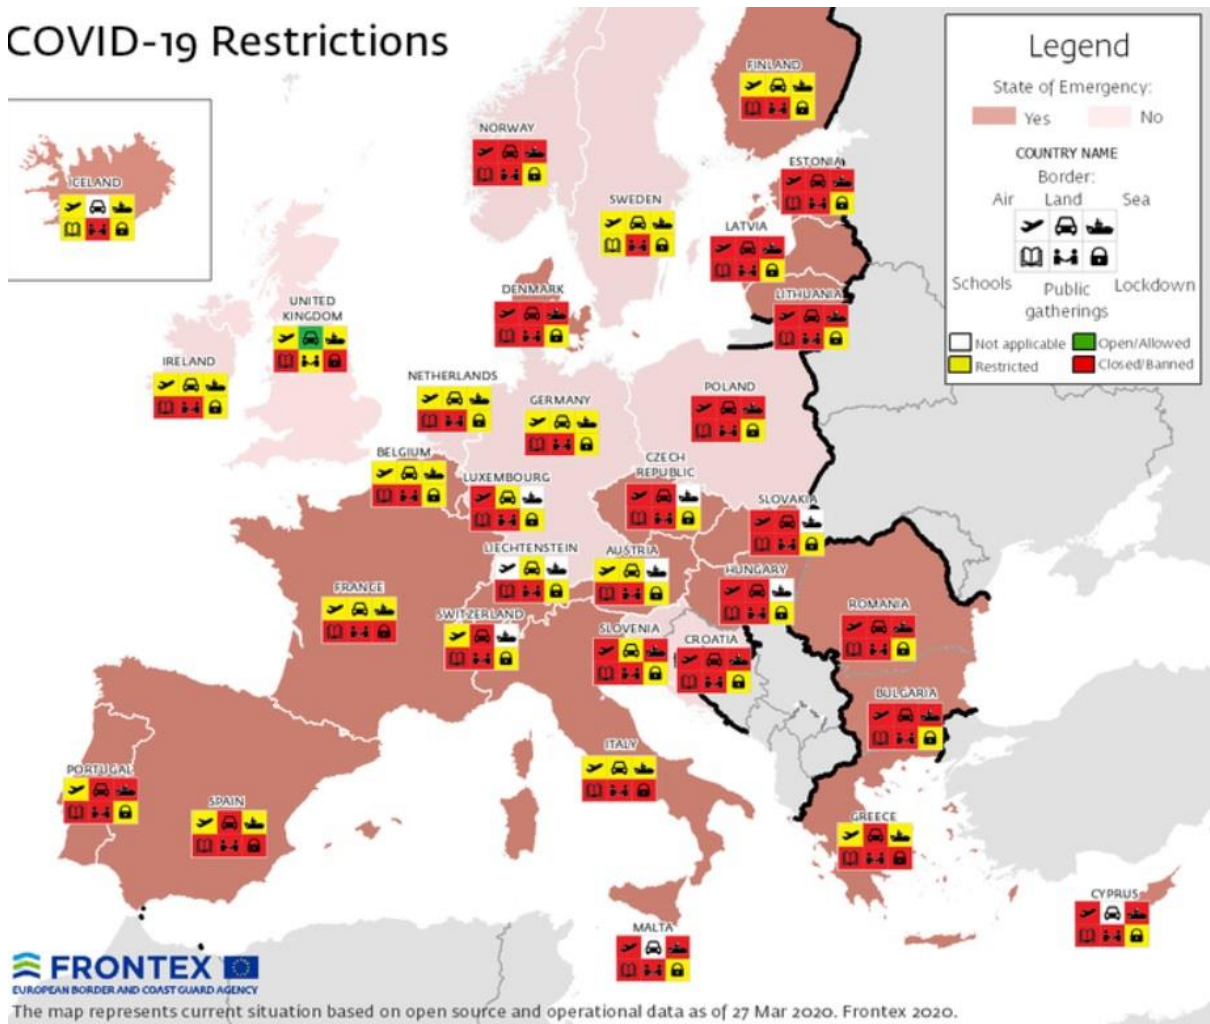 COVID-19 Restrictions
Legend
State of Emergency:
Yes
No
COUNTRY NAME
Border:
Air Land Sea
Schools
Public
gatherings
Lockdown
Not applicable
Open/Allowed
Restricted
Closed/Banned
FINLAND
NORWAY
ICELAND
ESTONIA
SWEDEN
LATVIA
DENMARK
LITHUANIA
UNITED
KINGDOM
IRELAND
NETHERLANDS
GERMANY
POLAND
BELGIUM
LUXEMBOURG
CZECH
REPUBLIC
SLOVAKIA
LIECHTENSTEIN
AUSTRIA
HUNGARY
FRANCE
SWITZERLAND
SLOVENIA
CROATIA
ROMANIA
BULGARIA
ITALY
PORTUGAL
SPAIN
GREECE
CYPRUS
MALTA
FRONTEX
EUROPEAN BORDER AND COAST GUARD AGENCY
The map represents current situation based on open source and operational data as of 27 Mar 2020. Frontex 2020.